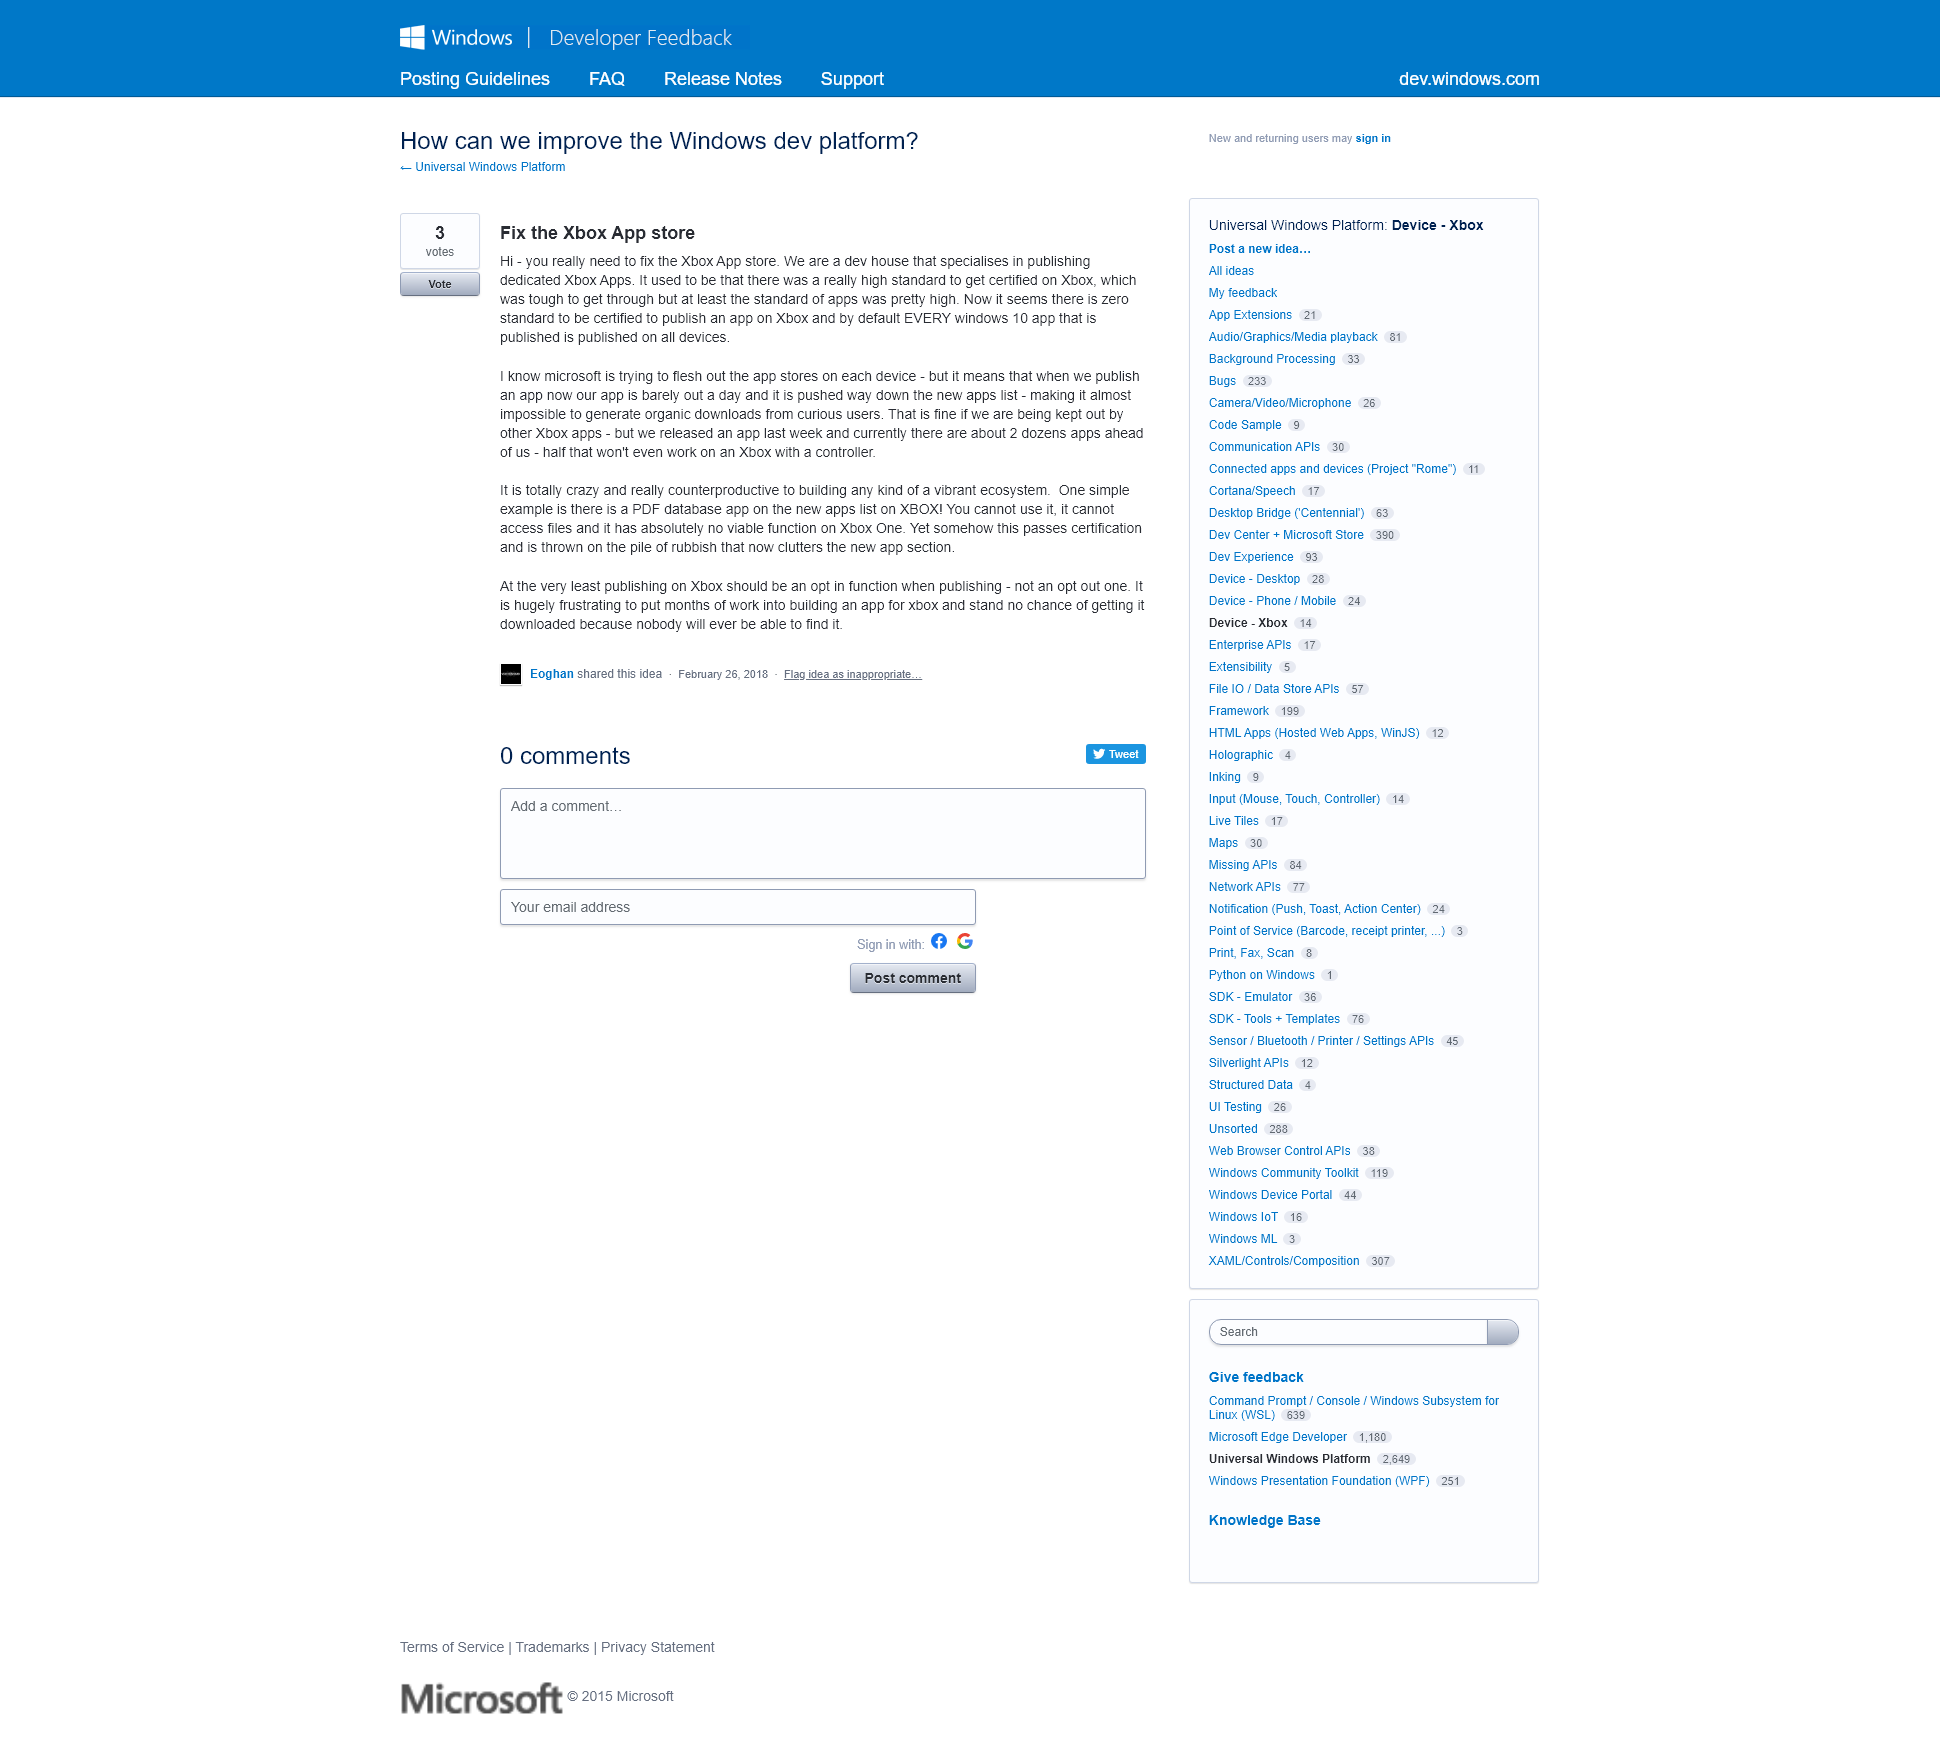 Windows | Developer Feedback
Posting Guidelines FAQ Release Notes Support dev.windows.com
How can we improve the Windows dev platform?
← Universal Windows Platform
New and returning users may sign in
3
votes
Vote
Fix the Xbox App store
Hi - you really need to fix the Xbox App store. We are a dev house that specialises in publishing
dedicated Xbox Apps. It used to be that there was a really high standard to get certified on Xbox, which
was tough to get through but at least the standard of apps was pretty high. Now it seems there is zero
standard to be certified to publish an app on Xbox and by default EVERY windows 10 app that is
published is published on all devices.
I know microsoft is trying to flesh out the app stores on each device - but it means that when we publish
an app now our app is barely out a day and it is pushed way down the new apps list - making it almost
impossible to generate organic downloads from curious users. That is fine if we are being kept out by
other Xbox apps - but we released an app last week and currently there are about 2 dozens apps ahead
of us - half that won't even work on an Xbox with a controller.
It is totally crazy and really counterproductive to building any kind of a vibrant ecosystem.  One simple
example is there is a PDF database app on the new apps list on XBOX! You cannot use it, it cannot
access files and it has absolutely no viable function on Xbox One. Yet somehow this passes certification
and is thrown on the pile of rubbish that now clutters the new app section.
At the very least publishing on Xbox should be an opt in function when publishing - not an opt out one. It
is hugely frustrating to put months of work into building an app for xbox and stand no chance of getting it
downloaded because nobody will ever be able to find it.
Eoghan shared this idea · February 26, 2018 · Flag idea as inappropriate…
0 comments
Tweet
Add a comment…
Your email address
Sign in with:
Post comment
Universal Windows Platform: Device - Xbox
Post a new idea…
All ideas
My feedback
App Extensions 21
Audio/Graphics/Media playback 81
Background Processing 33
Bugs 233
Camera/Video/Microphone 26
Code Sample 9
Communication APIs 30
Connected apps and devices (Project "Rome") 11
Cortana/Speech 17
Desktop Bridge ('Centennial') 63
Dev Center + Microsoft Store 390
Dev Experience 93
Device - Desktop 28
Device - Phone / Mobile 24
Device - Xbox 14
Enterprise APIs 17
Extensibility 5
File IO / Data Store APIs 57
Framework 199
HTML Apps (Hosted Web Apps, WinJS) 12
Holographic 4
Inking 9
Input (Mouse, Touch, Controller) 14
Live Tiles 17
Maps 30
Missing APIs 84
Network APIs 77
Notification (Push, Toast, Action Center) 24
Point of Service (Barcode, receipt printer, ...) 3
Print, Fax, Scan 8
Python on Windows 1
SDK - Emulator 36
SDK - Tools + Templates 76
Sensor / Bluetooth / Printer / Settings APIs 45
Silverlight APIs 12
Structured Data 4
UI Testing 26
Unsorted 288
Web Browser Control APIs 38
Windows Community Toolkit 119
Windows Device Portal 44
Windows IoT 16
Windows ML 3
XAML/Controls/Composition 307
Search
Give feedback
Command Prompt / Console / Windows Subsystem for
Linux (WSL) 639
Microsoft Edge Developer 1,180
Universal Windows Platform 2,649
Windows Presentation Foundation (WPF) 251
Knowledge Base
Terms of Service | Trademarks | Privacy Statement
Microsoft © 2015 Microsoft